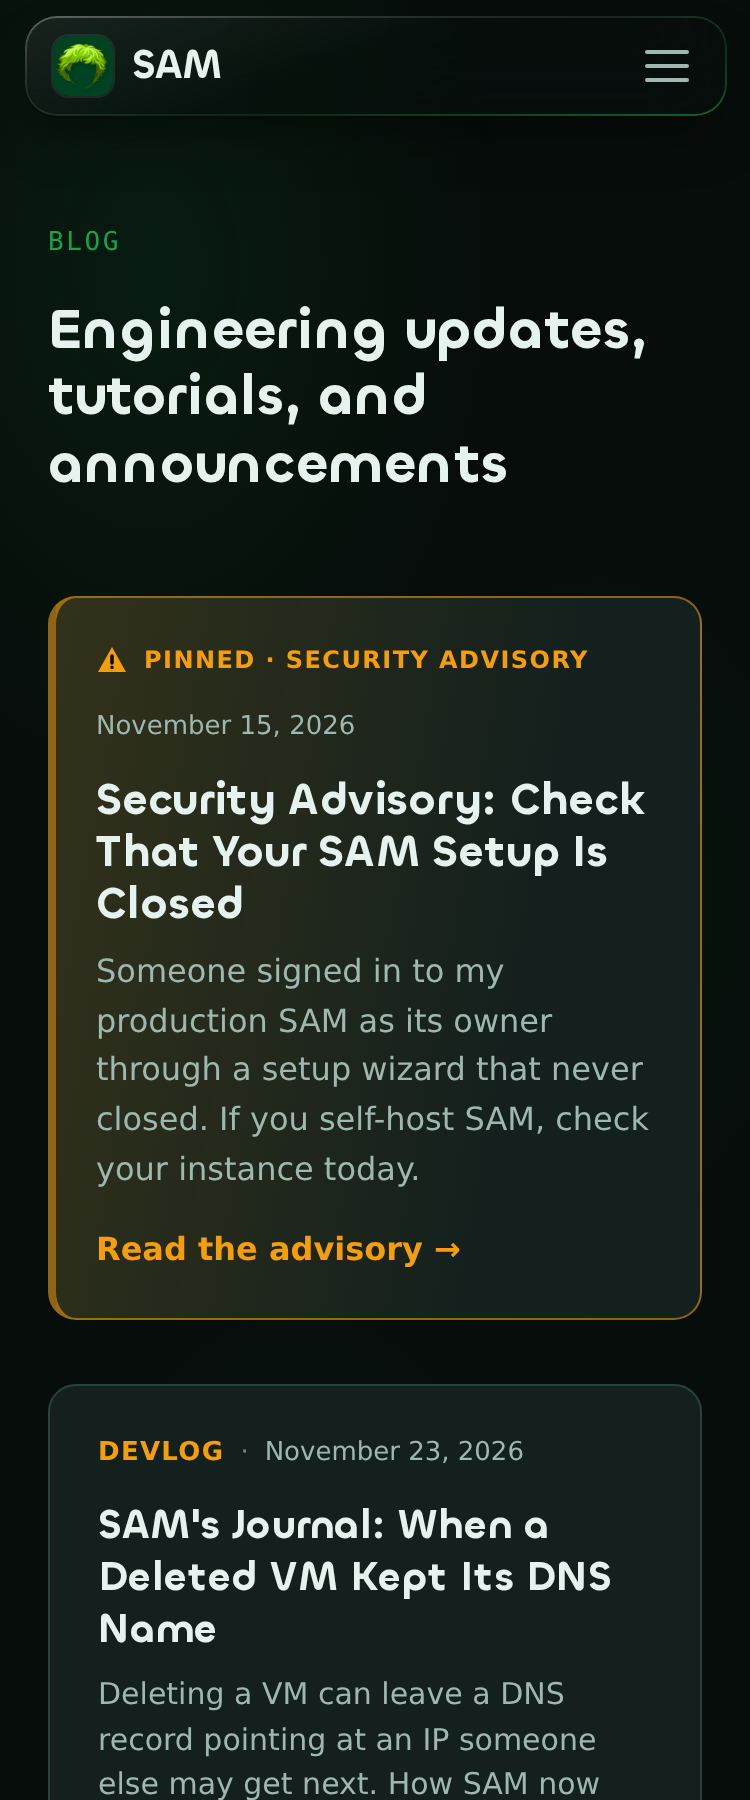 SAM
BLOG
Engineering updates,
tutorials, and
announcements
PINNED · SECURITY ADVISORY
November 15, 2026
Security Advisory: Check
That Your SAM Setup Is
Closed
Someone signed in to my
production SAM as its owner
through a setup wizard that never
closed. If you self-host SAM, check
your instance today.
Read the advisory →
DEVLOG · November 23, 2026
SAM's Journal: When a
Deleted VM Kept Its DNS
Name
Deleting a VM can leave a DNS
record pointing at an IP someone
else may get next. How SAM now